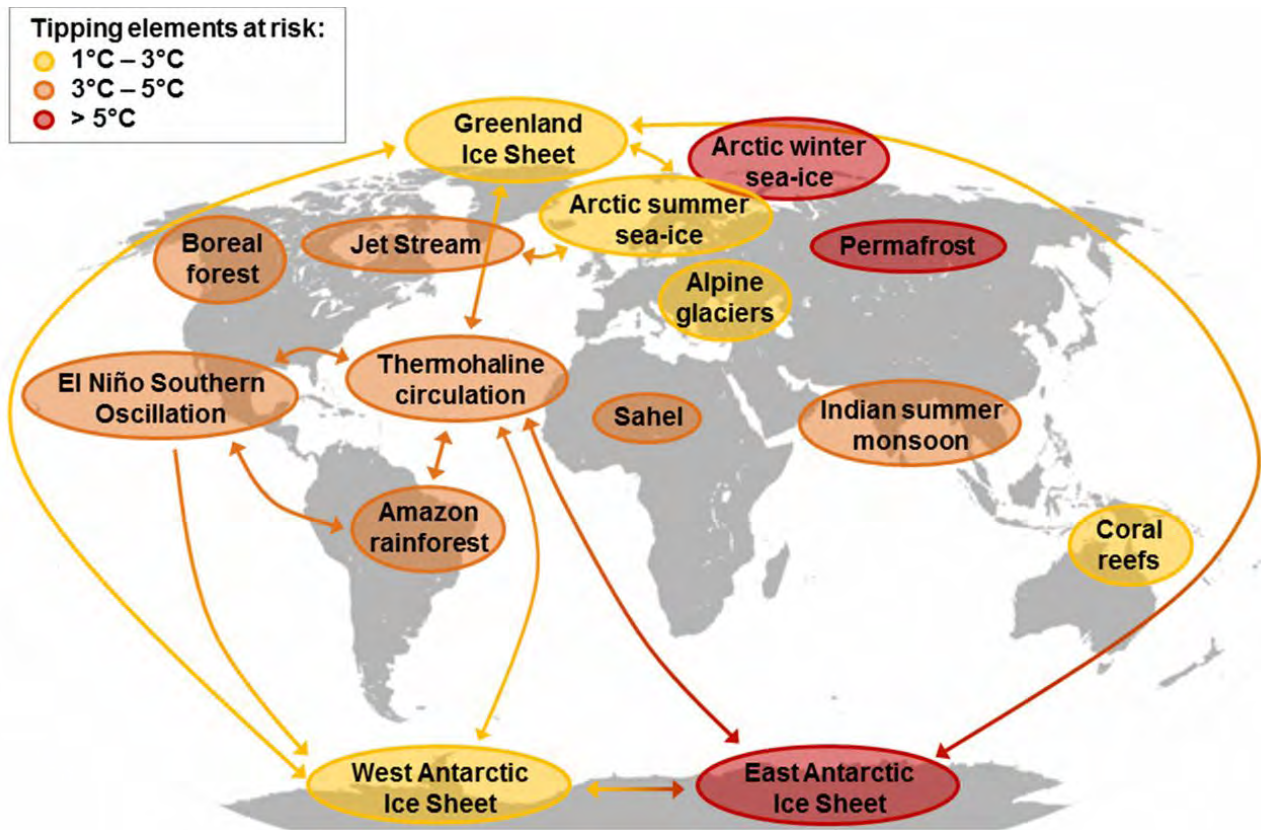 Tipping elements at risk:
1°C – 3°C
3°C – 5°C
> 5°C
Greenland
Ice Sheet
Arctic winter
sea-ice
Arctic summer
sea-ice
Boreal
forest
Jet Stream
Permafrost
Alpine
glaciers
El Niño Southern
Oscillation
Thermohaline
circulation
Sahel
Indian summer
monsoon
Amazon
rainforest
Coral
reefs
West Antarctic
Ice Sheet
East Antarctic
Ice Sheet